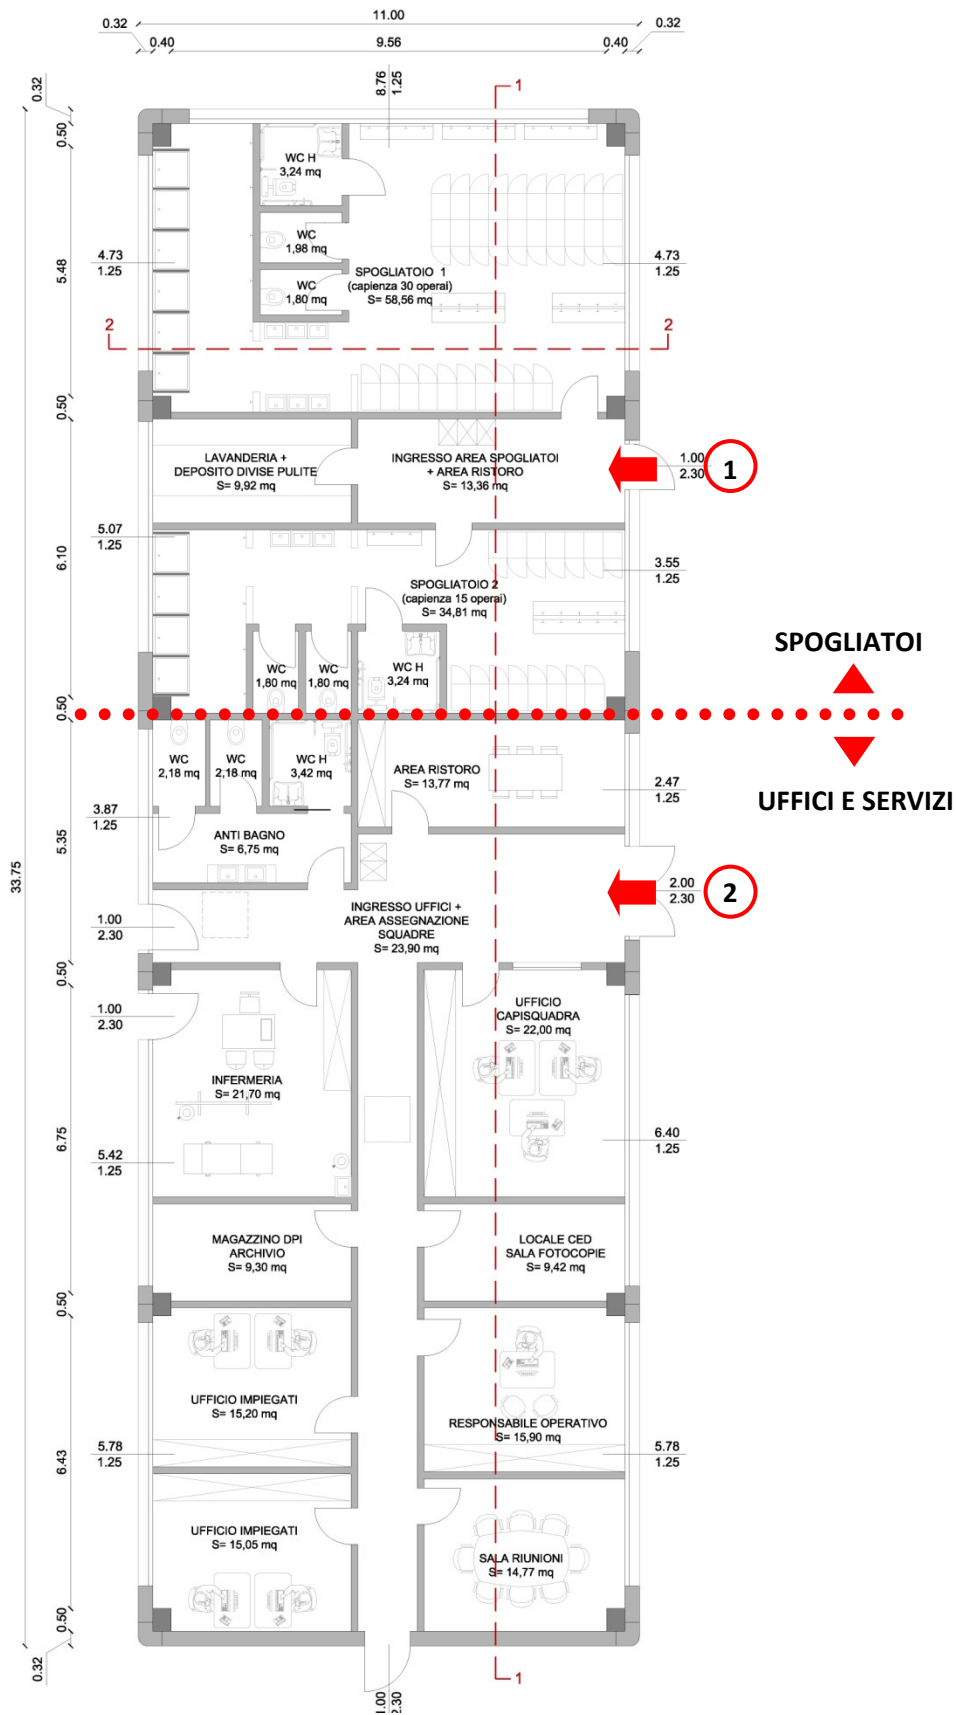 11.00
0.32
0.32
0.40
9.56
0.40
8.76
1.25
1
0.32
0.50
WC H
3,24 mq
WC
1,98 mq
4.73
1.25
4.73
1.25
5.48
WC
1,80 mq
SPOGLIATOIO 1
(capienza 30 operai)
S= 58,56 mq
2
2
0.50
LAVANDERIA +
DEPOSITO DIVISE PULITE
S= 9,92 mq
INGRESSO AREA SPOGLIATOI
+ AREA RISTORO
S= 13,36 mq
1.00
2.30
1
5.07
1.25
6.10
3.55
1.25
SPOGLIATOIO 2
(capienza 15 operai)
S= 34,81 mq
WC
1,80 mq
WC
1,80 mq
WC H
3,24 mq
SPOGLIATOI
0.50
WC
2,18 mq
WC
2,18 mq
WC H
3,42 mq
AREA RISTORO
S= 13,77 mq
2.47
1.25
UFFICI E SERVIZI
3.87
1.25
5.35
ANTI BAGNO
S= 6,75 mq
33.75
INGRESSO UFFICI +
AREA ASSEGNAZIONE
SQUADRE
S= 23,90 mq
2.00
2.30
2
1.00
2.30
0.50
1.00
2.30
UFFICIO
CAPISQUADRA
S= 22,00 mq
INFERMERIA
S= 21,70 mq
6.75
5.42
1.25
6.40
1.25
MAGAZZINO DPI
ARCHIVIO
S= 9,30 mq
LOCALE CED
SALA FOTOCOPIE
S= 9,42 mq
0.50
UFFICIO IMPIEGATI
S= 15,20 mq
RESPONSABILE OPERATIVO
S= 15,90 mq
5.78
1.25
5.78
1.25
6.43
UFFICIO IMPIEGATI
S= 15,05 mq
SALA RIUNIONI
S= 14,77 mq
0.50
0.32
1
1.00
2.30